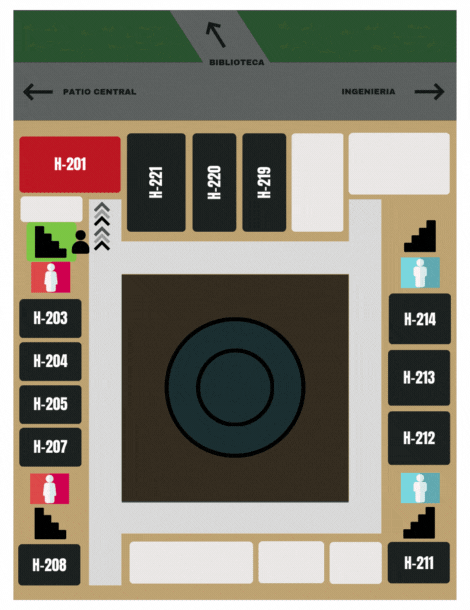 BIBLIOTECA
PATIO CENTRAL
INGENIERIA
H-201
H-221
H-220
H-219
H-203
H-204
H-205
H-207
H-208
H-214
H-213
H-212
H-211